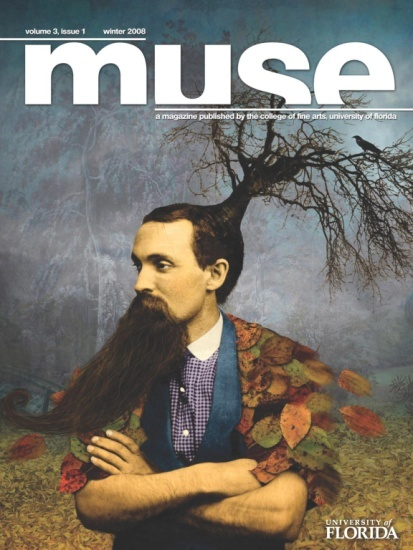 volume 3, issue 1 winter 2008
muse
a magazine published by the college of fine arts, university of florida
UNIVERSITY of
FLORIDA